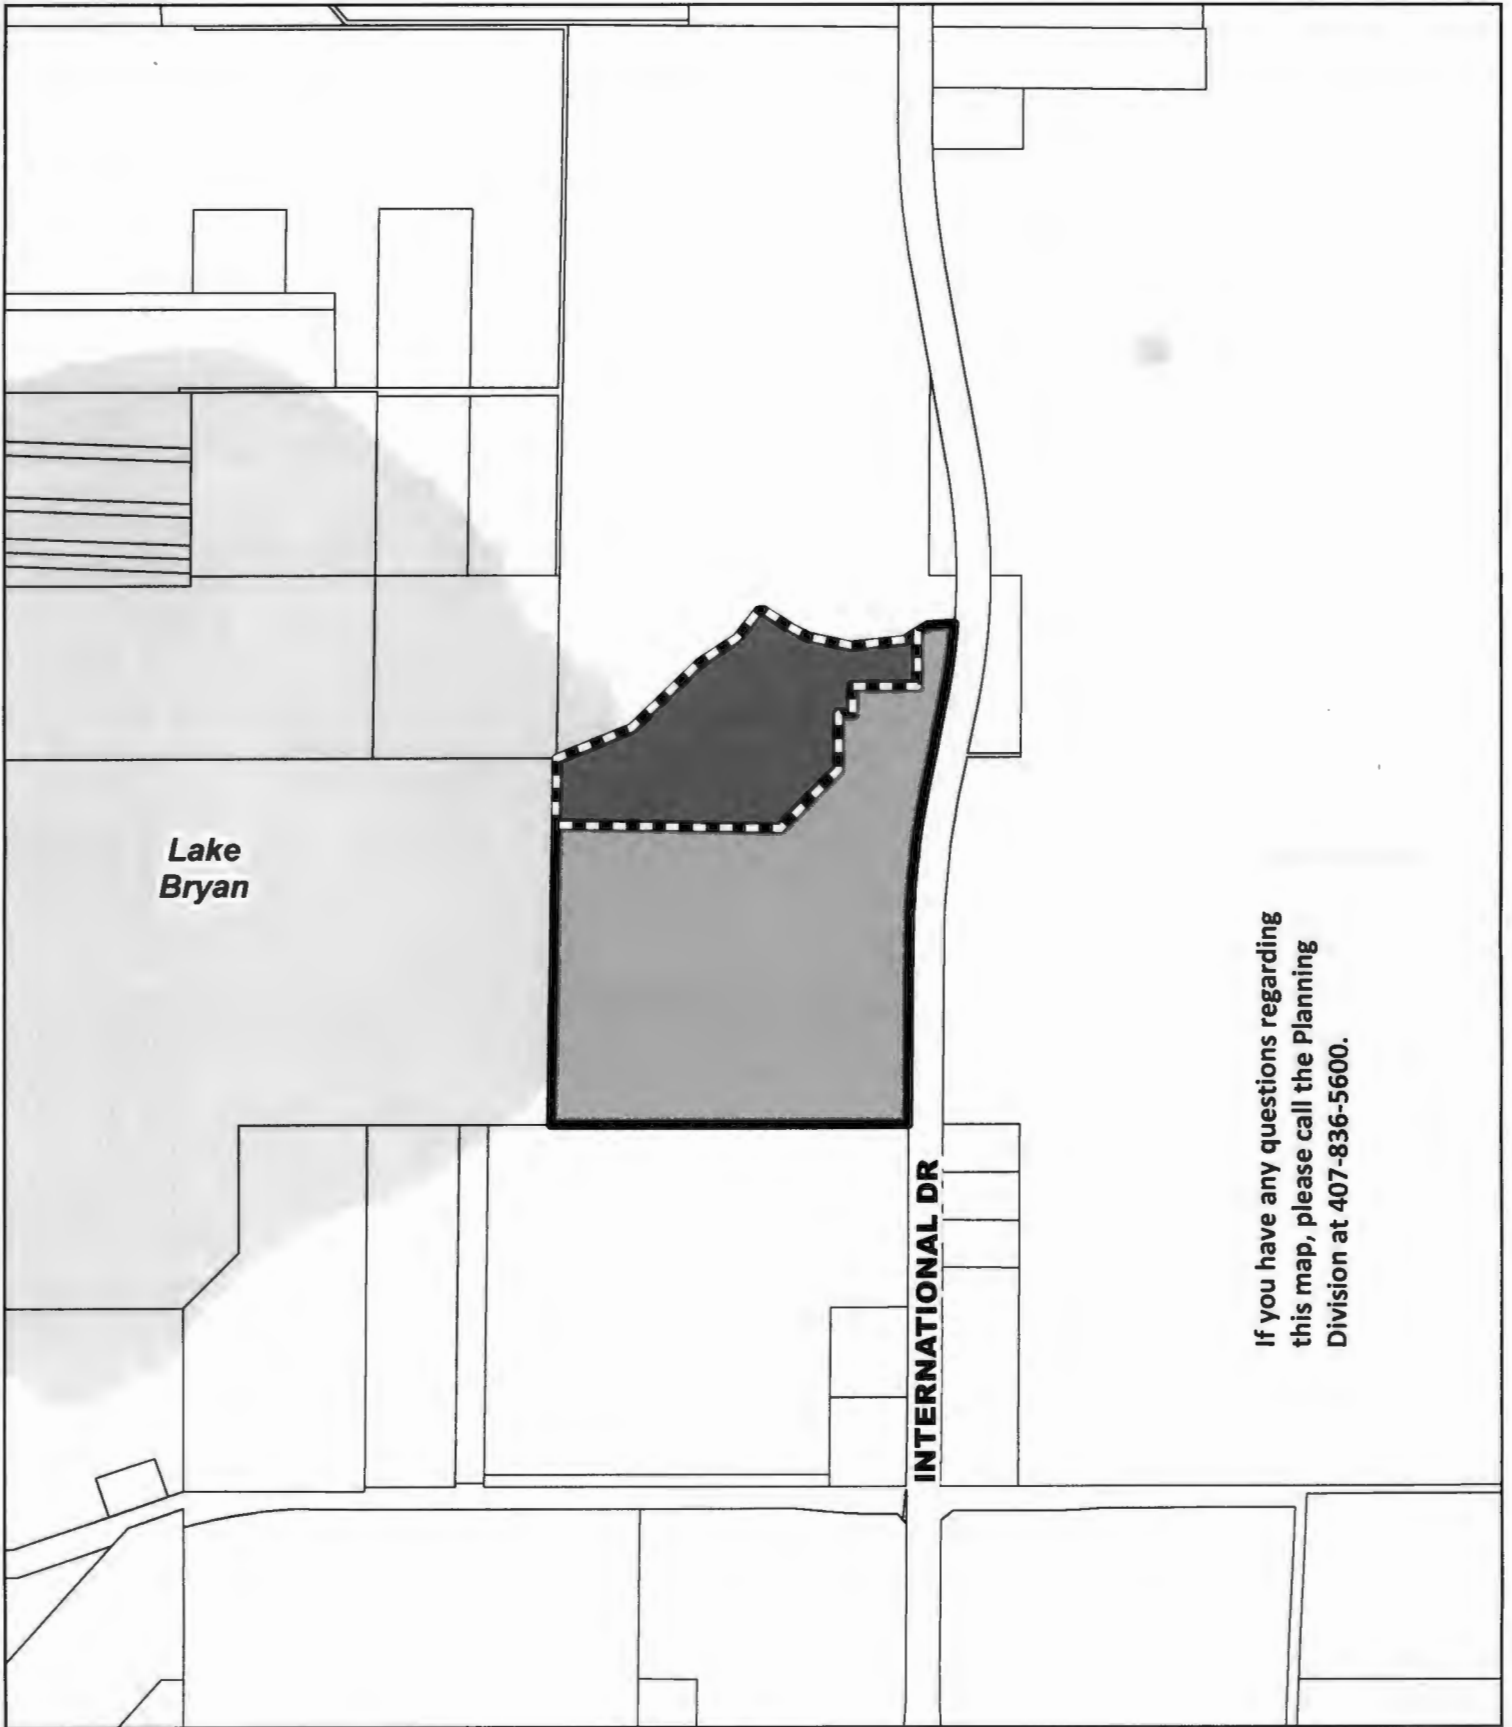 Lake
Bryan
INTERNATIONAL DR
If you have any questions regarding
this map, please call the Planning
Division at 407-836-5600.